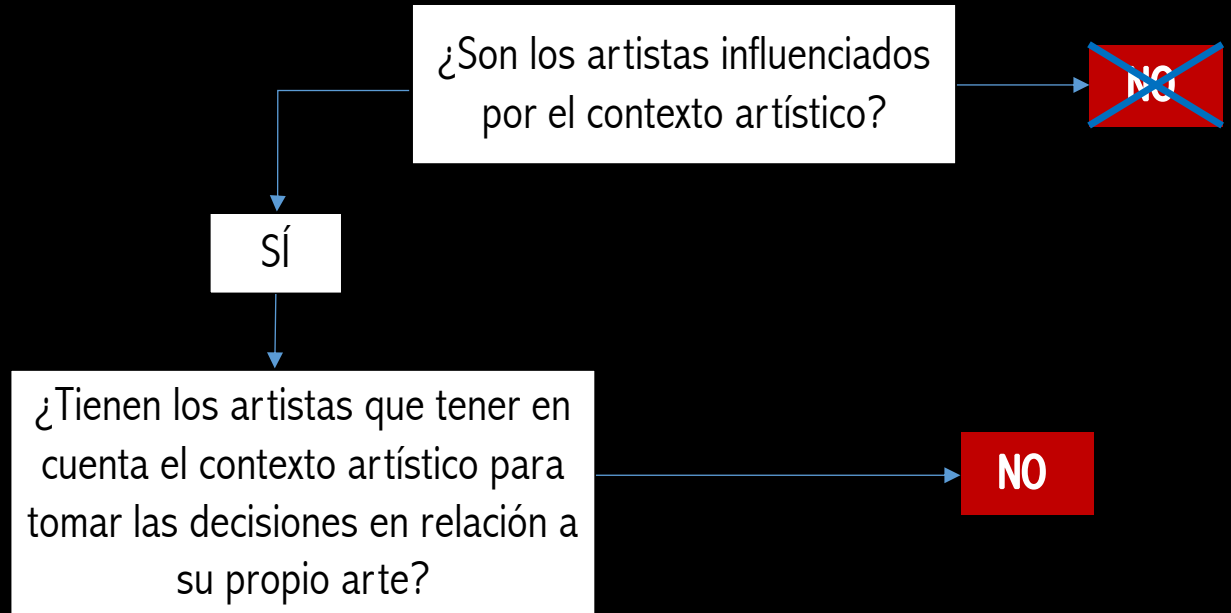 ¿Son los artistas influenciados
por el contexto artístico?
NO
SÍ
¿Tienen los artistas que tener en
cuenta el contexto artístico para
tomar las decisiones en relación a
su propio arte?
NO